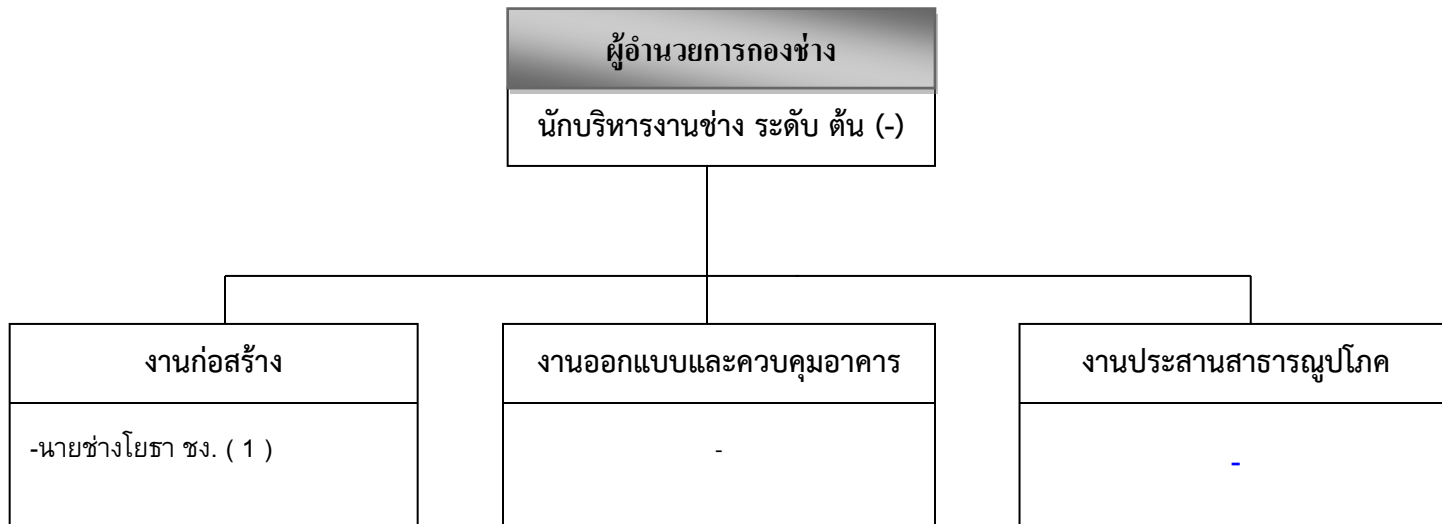 ผู้อำนวยการกองช่าง
นักบริหารงานช่าง ระดับ ต้น (-)
งานก่อสร้าง
-นายช่างโยธา ชง. ( 1 )
งานออกแบบและควบคุมอาคาร
-
งานประสานสาธารณูปโภค
-